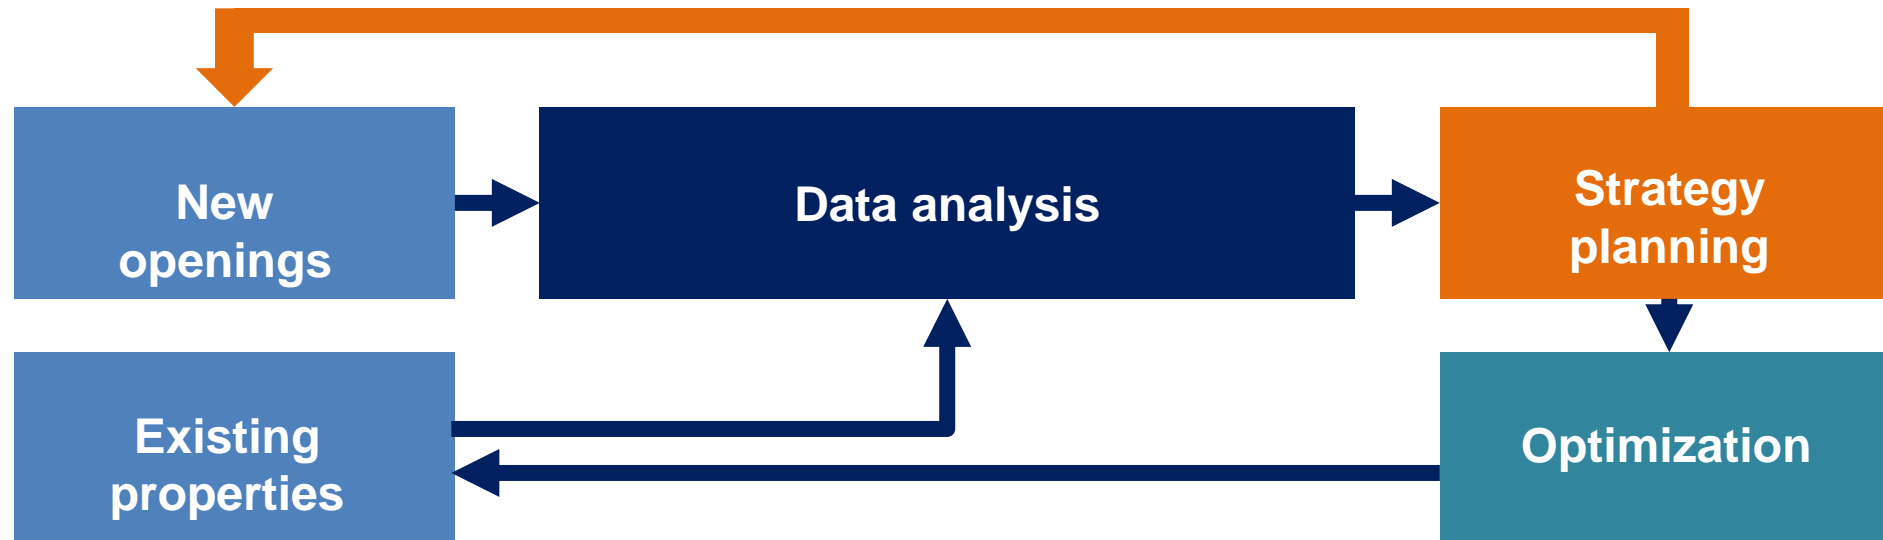 New
openings
Data analysis
Strategy
planning
Existing
properties
Optimization